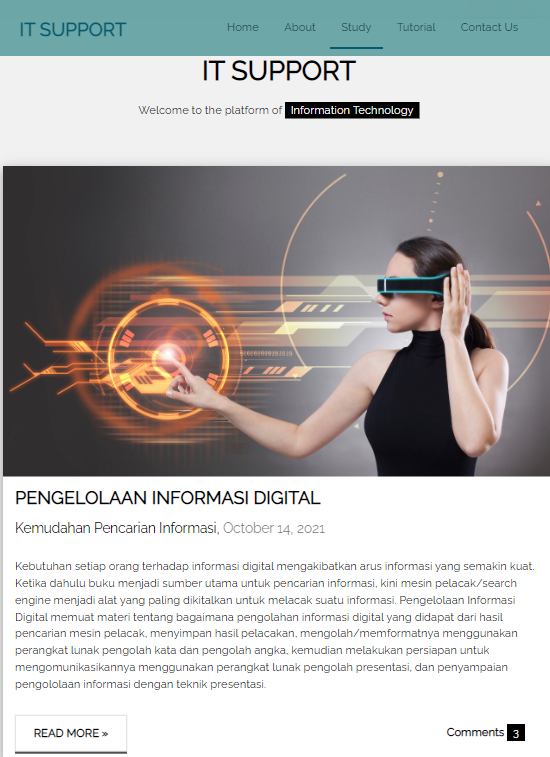 IT SUPPORT
Home About Study Tutorial Contact Us
IT SUPPORT
Welcome to the platform of Information Technology
PENGELOLAAN INFORMASI DIGITAL
Kemudahan Pencarian Informasi, October 14, 2021
Kebutuhan setiap orang terhadap informasi digital mengakibatkan arus informasi yang semakin kuat.
Ketika dahulu buku menjadi sumber utama untuk pencarian informasi, kini mesin pelacak/search
engine menjadi alat yang paling dikitalkan untuk melacak suatu informasi. Pengelolaan Informasi
Digital memuat materi tentang bagaimana pengolahan informasi digital yang didapat dari hasil
pencarian mesin pelacak, menyimpan hasil pelacakan, mengolah/memformatnya menggunakan
perangkat lunak pengolah kata dan pengolah angka, kemudian melakukan persiapan untuk
mengomunikasikannya menggunakan perangkat lunak pengolah presentasi, dan penyampaian
pengololaan informasi dengan teknik presentasi.
READ MORE »
Comments 3